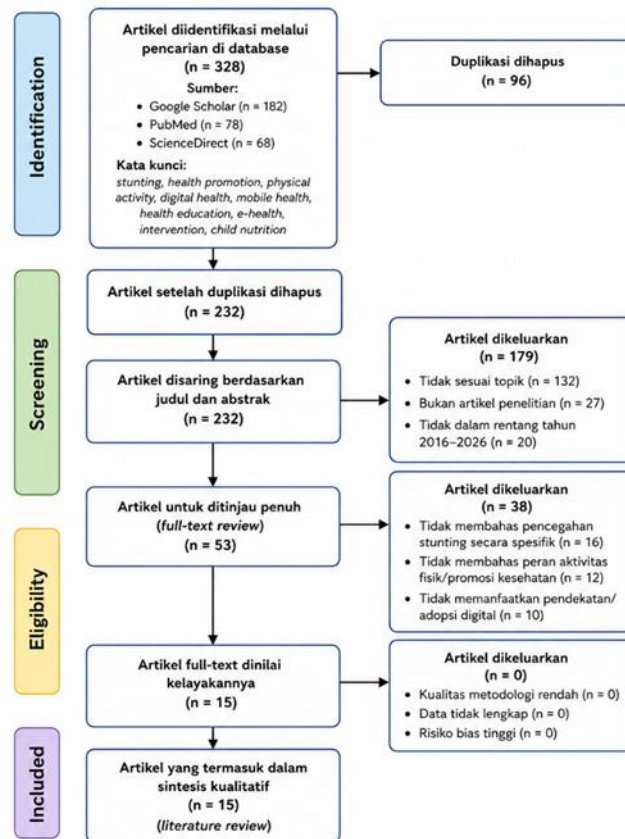 Identification
Artikel diidentifikasi melalui
pencarian di database
(n = 328)
Sumber:
• Google Scholar (n = 182)
• PubMed (n = 78)
• ScienceDirect (n = 68)
Kata kunci:
stunting, health promotion, physical
activity, digital health, mobile health,
health education, e-health,
intervention, child nutrition
Duplikasi dihapus
(n = 96)
Screening
Artikel setelah duplikasi dihapus
(n = 232)
Artikel disaring berdasarkan
judul dan abstrak
(n = 232)
Artikel dikeluarkan
(n = 179)
• Tidak sesuai topik (n = 132)
• Bukan artikel penelitian (n = 27)
• Tidak dalam rentang tahun
2016–2026 (n = 20)
Artikel untuk ditinjau penuh
(full-text review)
(n = 53)
Artikel dikeluarkan
(n = 38)
• Tidak membahas pencegahan
stunting secara spesifik (n = 16)
• Tidak membahas peran aktivitas
fisik/promosi kesehatan (n = 12)
• Tidak memanfaatkan pendekatan/
adopsi digital (n = 10)
Eligibility
Artikel full-text dinilai
kelayakannya
(n = 15)
Artikel dikeluarkan
(n = 0)
• Kualitas metodologi rendah (n = 0)
• Data tidak lengkap (n = 0)
• Risiko bias tinggi (n = 0)
Included
Artikel yang termasuk dalam
sintesis kualitatif
(n = 15)
(literature review)